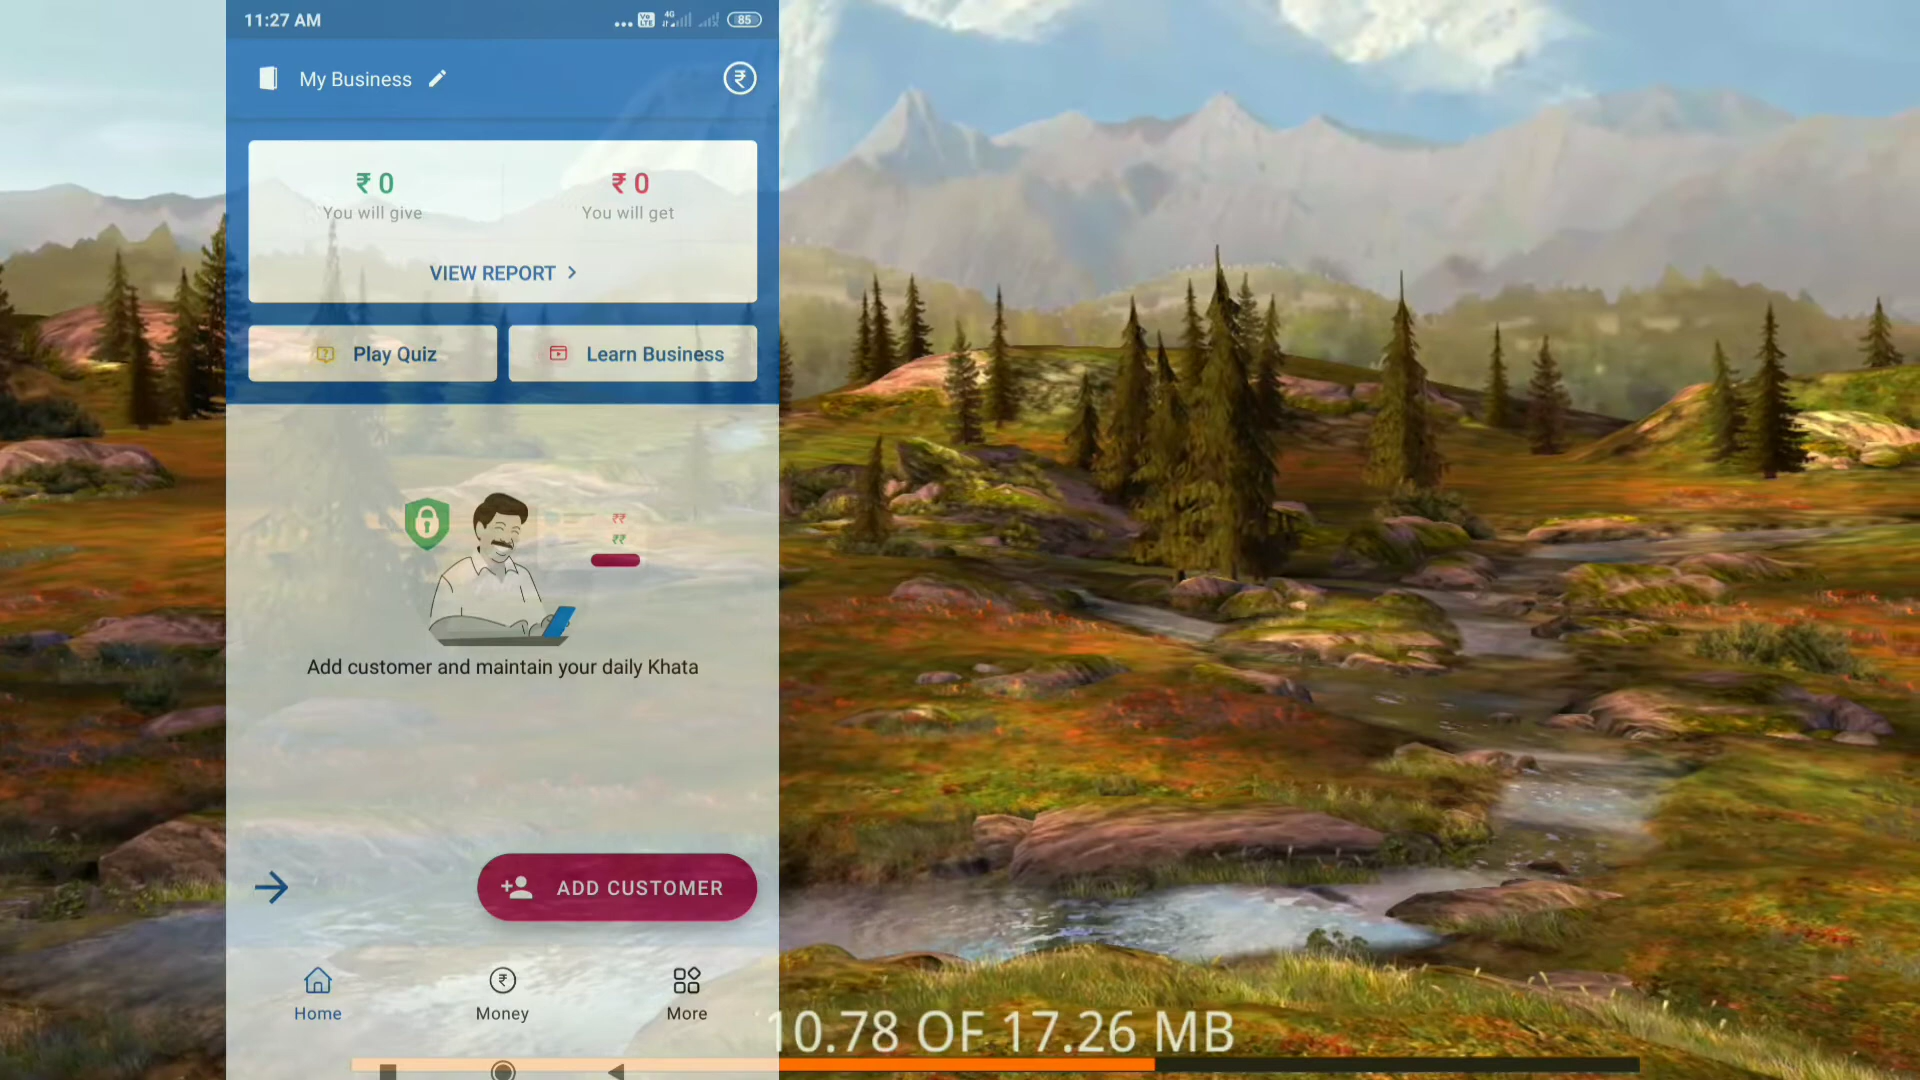 11:27 AM
4G
85
My Business
₹ 0
₹ 0
You will give
You will get
VIEW REPORT
Play Quiz
Learn Business
₹₹
₹₹
Add customer and maintain your daily Khata
ADD CUSTOMER
Home
Money
More
10.78 OF 17.26 MB